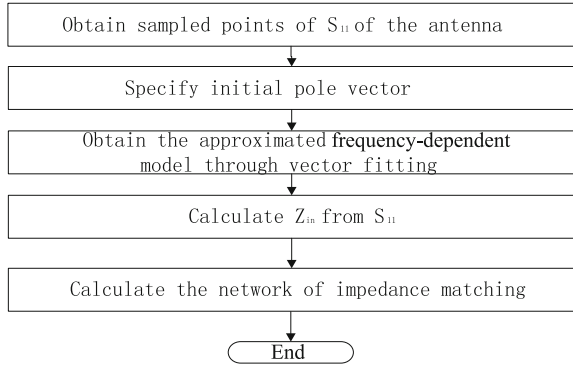 Obtain sampled points of S₁₁ of the antenna
Specify initial pole vector
Obtain the approximated frequency-dependent
model through vector fitting
Calculate Zᵢₙ from S₁₁
Calculate the network of impedance matching
End